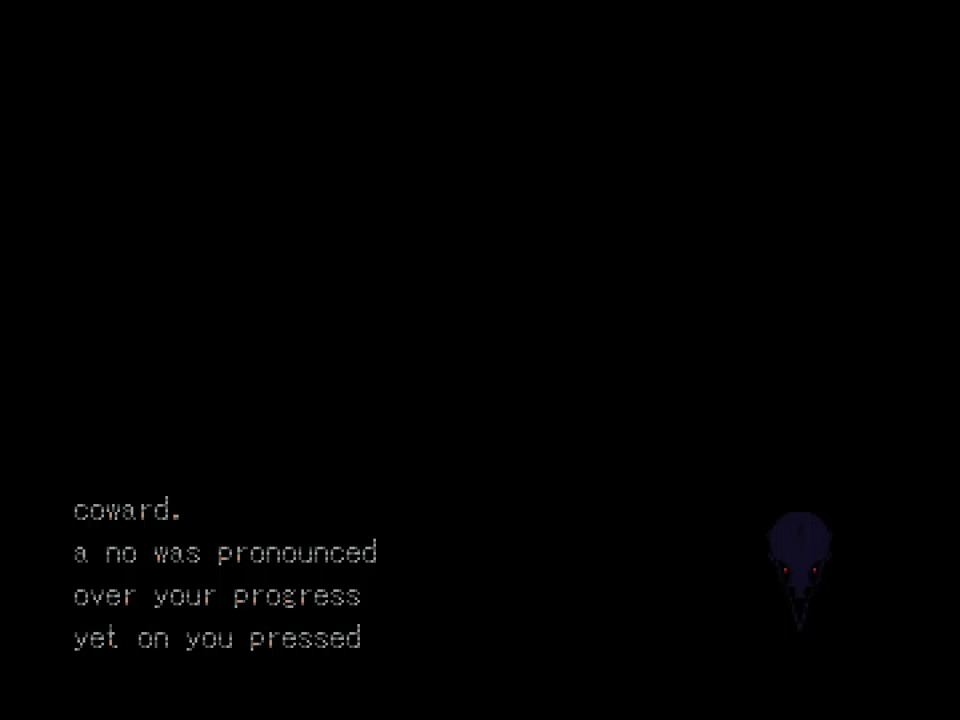 coward.
a no was pronounced
over your progress
yet on you pressed